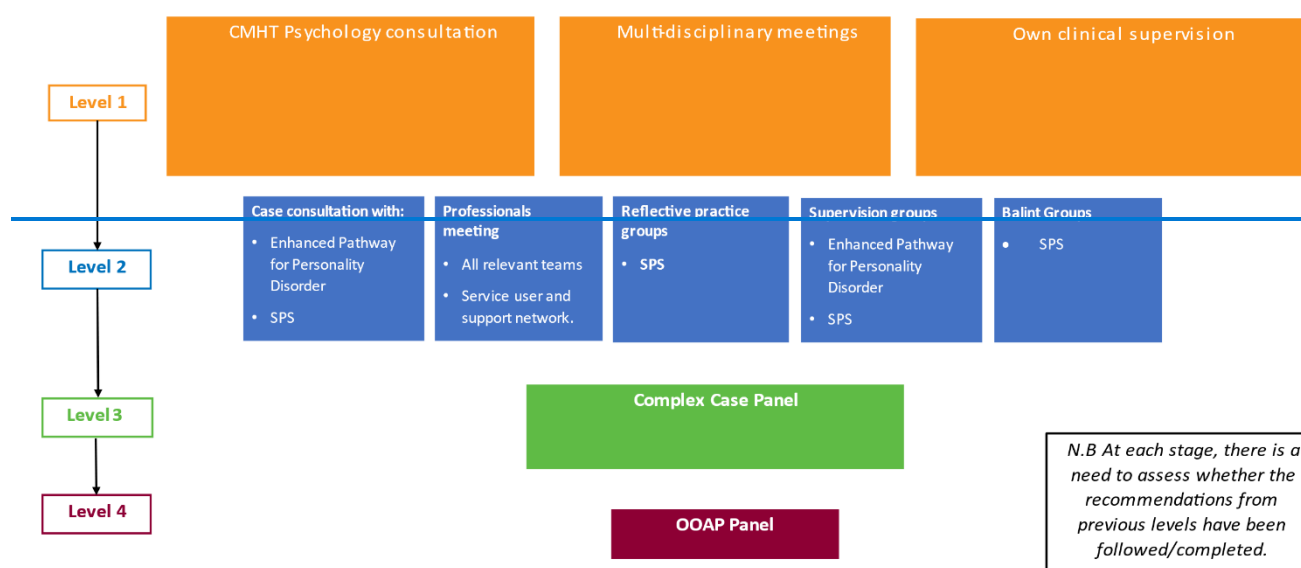 CMHT Psychology consultation
Multi-disciplinary meetings
Own clinical supervision
Level 1
Case consultation with:
• Enhanced Pathway
for Personality
Disorder
• SPS
Professionals
meeting
• All relevant teams
• Service user and
support network.
Reflective practice
groups
• SPS
Supervision groups
• Enhanced Pathway
for Personality
Disorder
• SPS
Balint Groups
• SPS
Level 2
Level 3
Complex Case Panel
Level 4
OOAP Panel
N.B At each stage, there is a
need to assess whether the
recommendations from
previous levels have been
followed/completed.